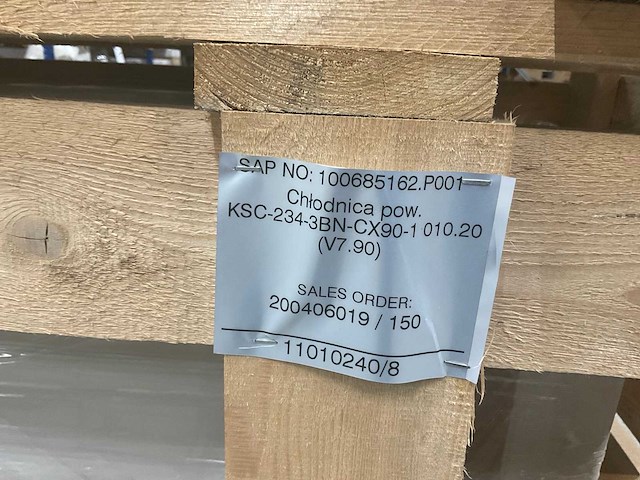 SAP NO: 100685162.P001
Chłodnica pow.
KSC-234-3BN-CX90-1 010.20
(V7.90)
SALES ORDER:
200406019 / 150
11010240/8